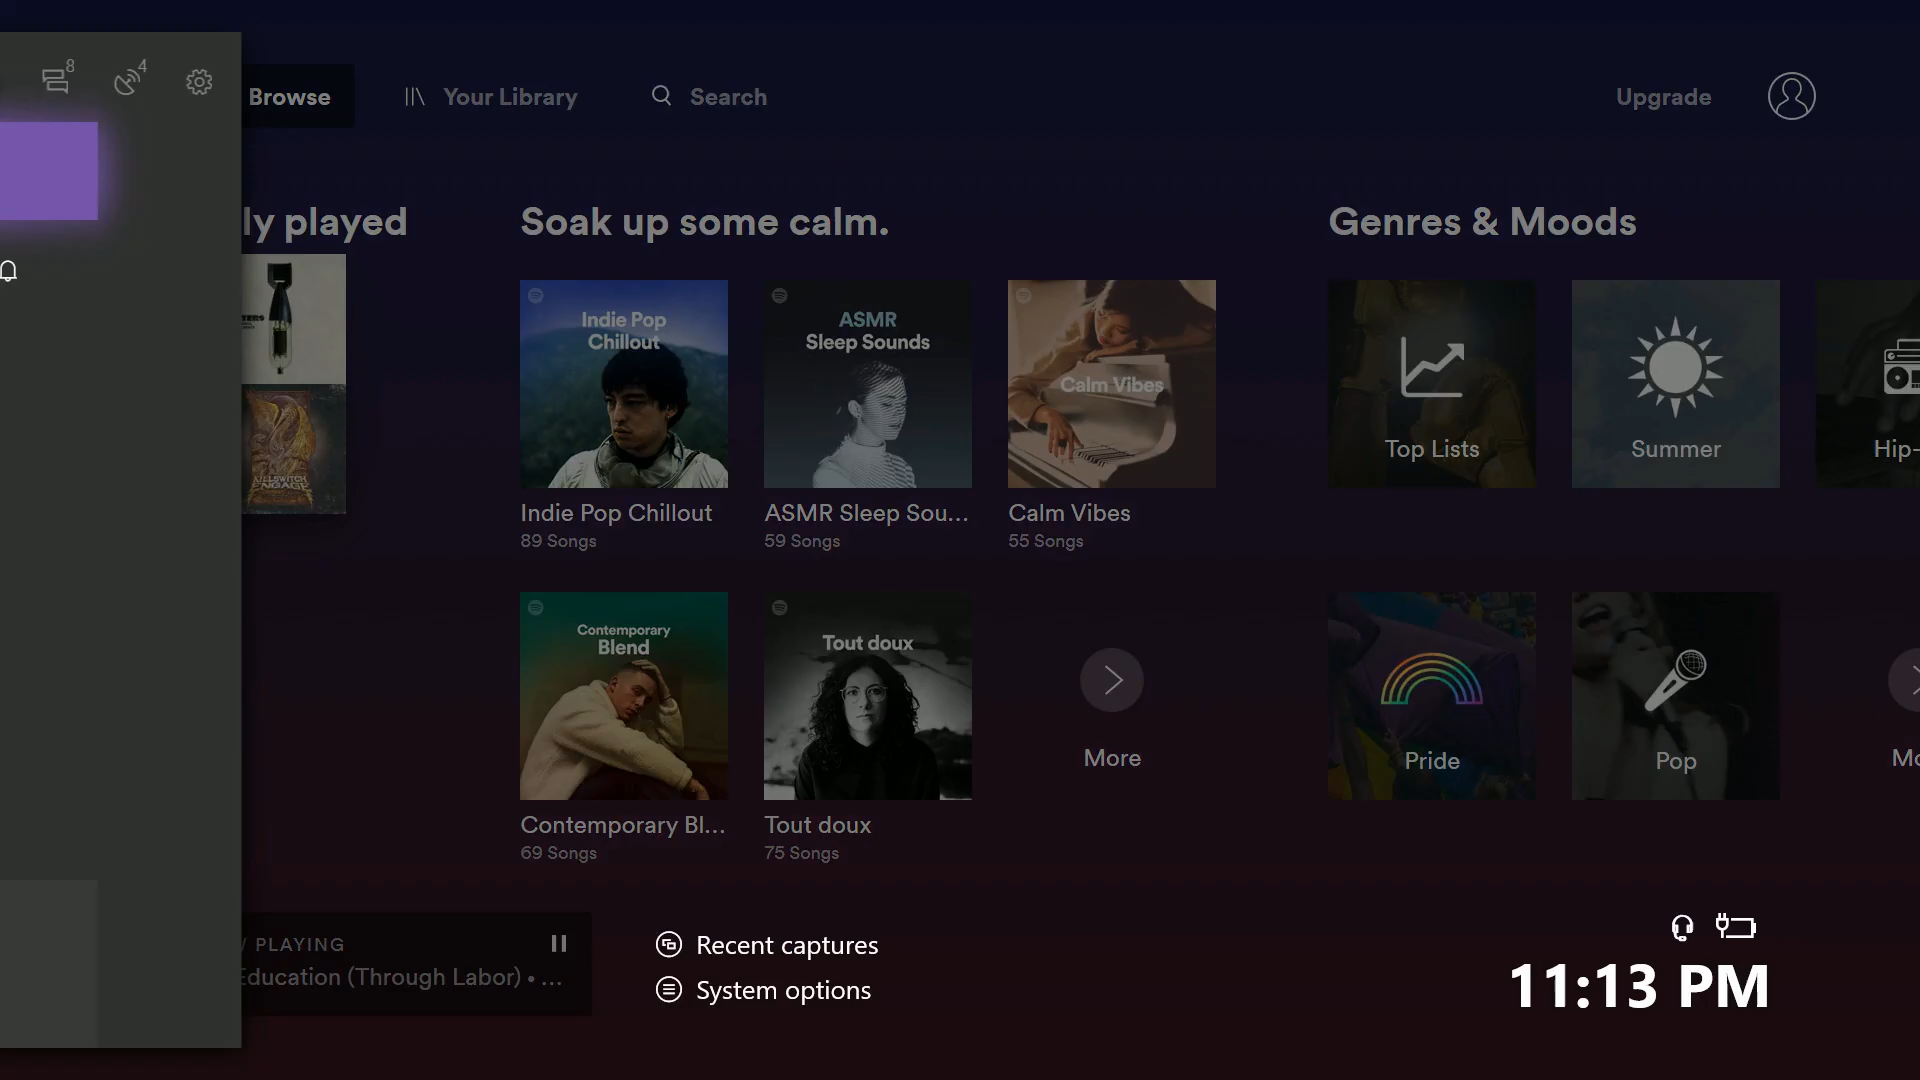 8
4
Browse
Your Library
Search
Upgrade
ly played
Soak up some calm.
Genres & Moods
Indie Pop
Chillout
ASMR
Sleep Sounds
Calm Vibes
Top Lists
Summer
Hip-
KILLSWITCH
ENGAGE
Indie Pop Chillout
ASMR Sleep Sou...
Calm Vibes
89 Songs
59 Songs
55 Songs
Contemporary
Blend
Tout doux
More
Pride
Pop
Mo
Contemporary Bl...
Tout doux
69 Songs
75 Songs
PLAYING
Education (Through Labor) • ...
Recent captures
System options
11:13 PM